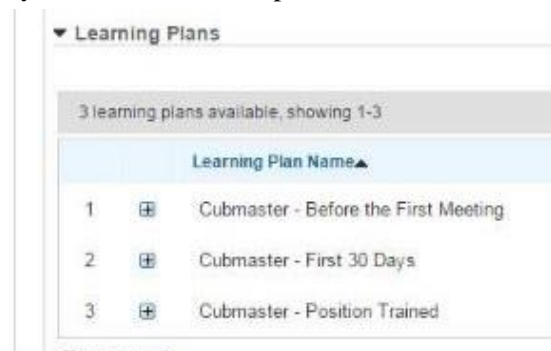 Learning Plans
3 learning plans available, showing 1-3
Learning Plan Name
1 Cubmaster - Before the First Meeting
2 Cubmaster - First 30 Days
3 Cubmaster - Position Trained